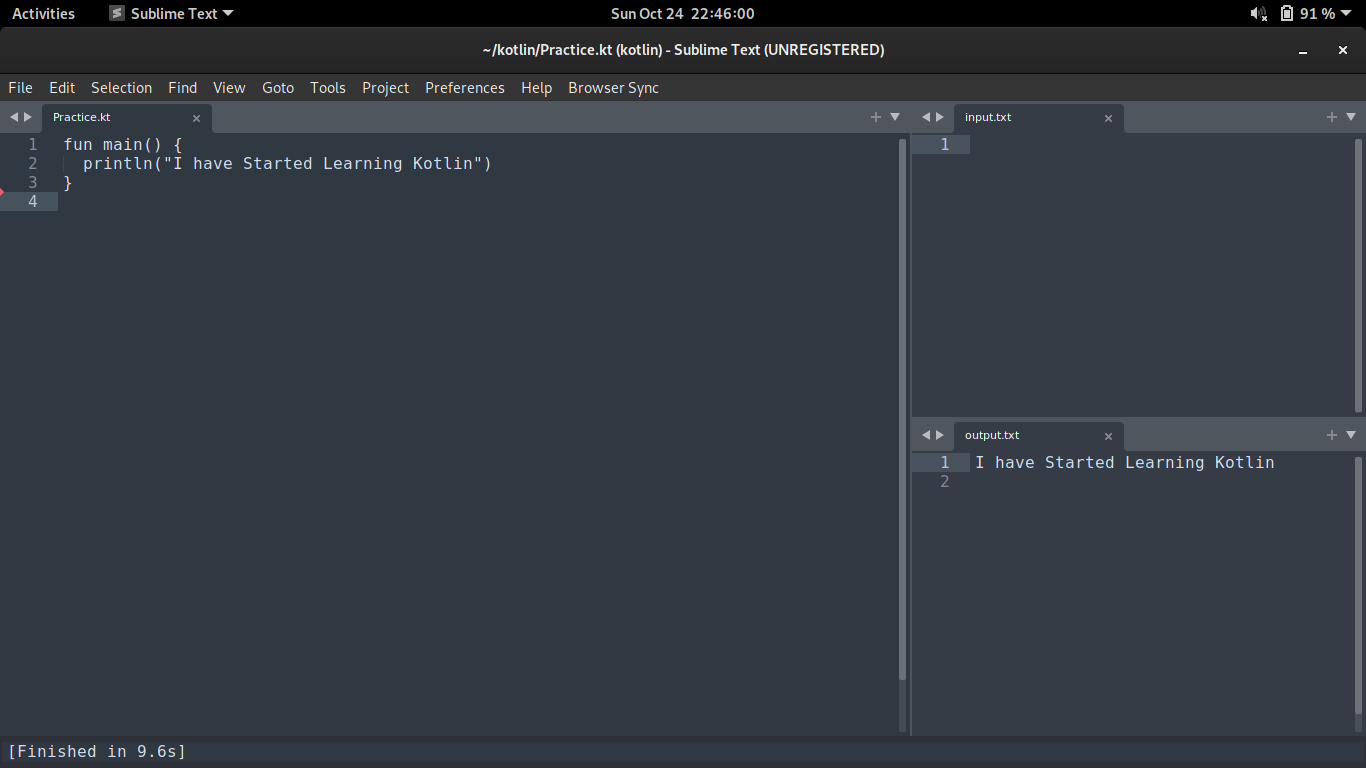 Activities Sublime Text Sun Oct 24 22:46:00 91 %
~/kotlin/Practice.kt (kotlin) - Sublime Text (UNREGISTERED)
File Edit Selection Find View Goto Tools Project Preferences Help Browser Sync
Practice.kt
1 fun main() {
2   println("I have Started Learning Kotlin")
3 }
4
input.txt
1
output.txt
1 I have Started Learning Kotlin
2
[Finished in 9.6s]